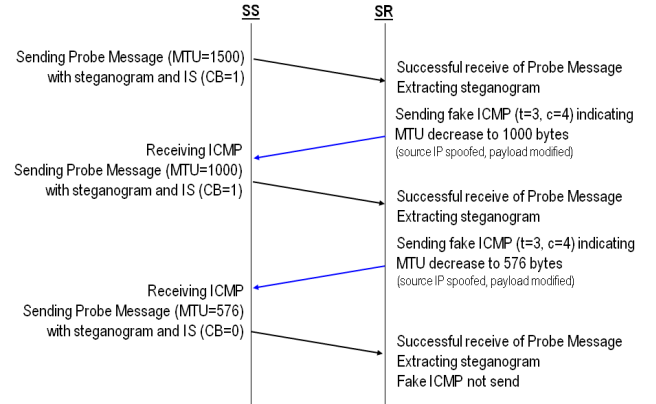 SS
SR
Sending Probe Message (MTU=1500)
with steganogram and IS (CB=1)
Successful receive of Probe Message
Extracting steganogram
Sending fake ICMP (t=3, c=4) indicating
MTU decrease to 1000 bytes
(source IP spoofed, payload modified)
Receiving ICMP
Sending Probe Message (MTU=1000)
with steganogram and IS (CB=1)
Successful receive of Probe Message
Extracting steganogram
Sending fake ICMP (t=3, c=4) indicating
MTU decrease to 576 bytes
(source IP spoofed, payload modified)
Receiving ICMP
Sending Probe Message (MTU=576)
with steganogram and IS (CB=0)
Successful receive of Probe Message
Extracting steganogram
Fake ICMP not send